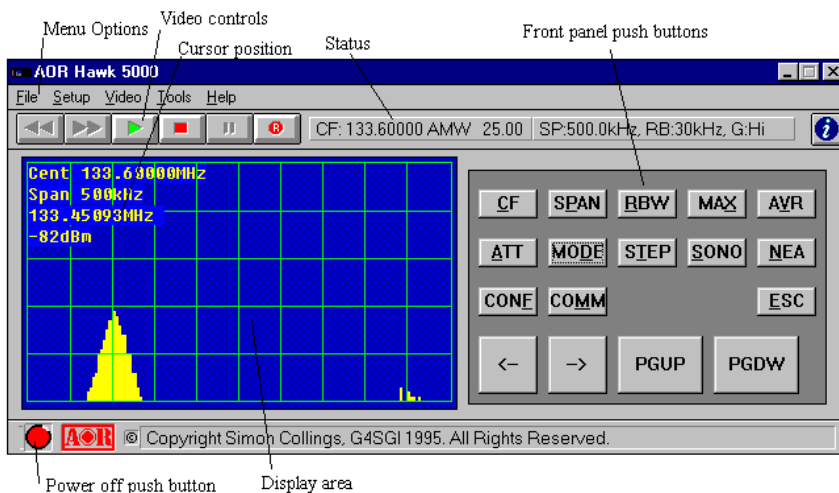 Video controls
Menu Options
Cursor position
Status
Front panel push buttons
AOR Hawk 5000
File Setup Video Tools Help
R
CF: 133.60000 AMW 25.00 SP:500.0kHz, RB:30kHz, G:Hi
i
Cent 133.60000MHz
Span 500kHz
133.45093MHz
-82dBm
CF SPAN RBW MAX AVR
ATT MODE STEP SONO NEA
CONF COMM ESC
<- -> PGUP PGDW
AOR © Copyright Simon Collings, G4SGI 1995. All Rights Reserved.
Power off push button
Display area